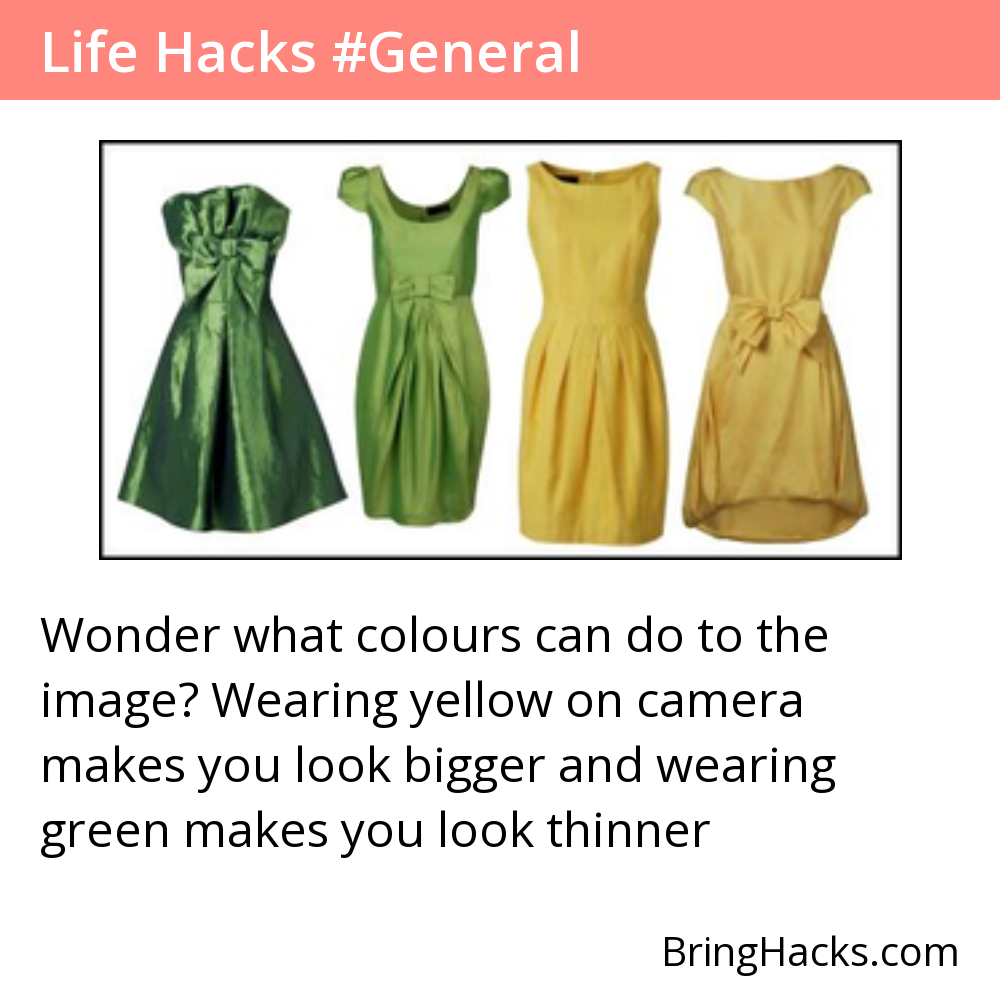 Life Hacks #General
Wonder what colours can do to the
image? Wearing yellow on camera
makes you look bigger and wearing
green makes you look thinner
BringHacks.com